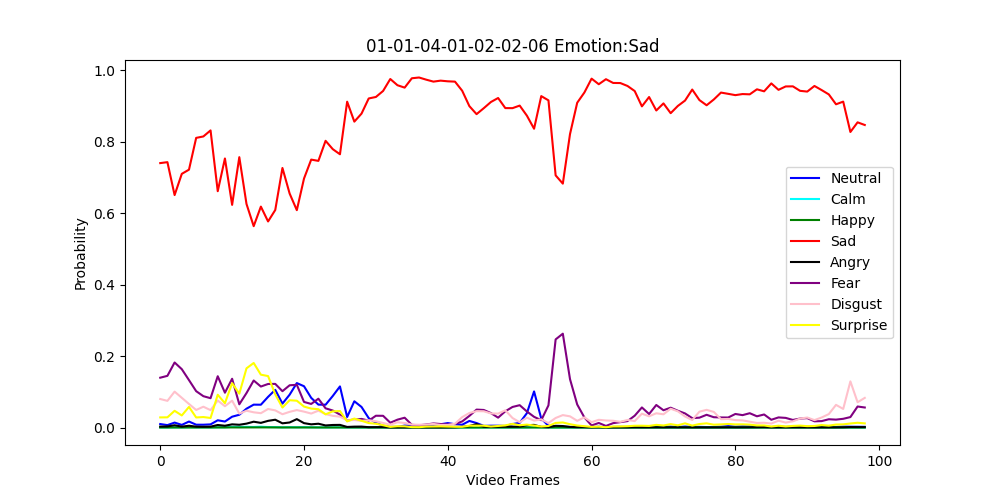 01-01-04-01-02-02-06 Emotion:Sad
1.0
0.8
0.6
0.4
0.2
0.0
Probability
0
20
40
60
80
100
Video Frames
Neutral
Calm
Happy
Sad
Angry
Fear
Disgust
Surprise